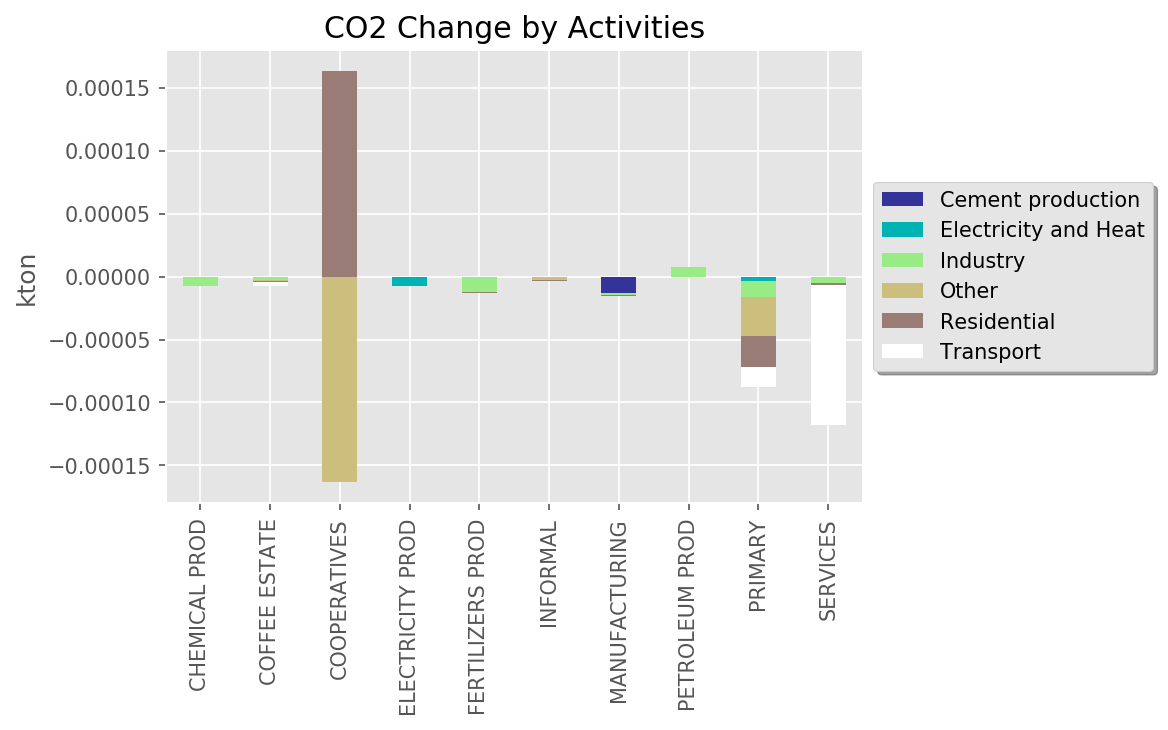 CO2 Change by Activities
kton
0.00015
0.00010
0.00005
0.00000
−0.00005
−0.00010
−0.00015
CHEMICAL PROD
COFFEE ESTATE
COOPERATIVES
ELECTRICITY PROD
FERTILIZERS PROD
INFORMAL
MANUFACTURING
PETROLEUM PROD
PRIMARY
SERVICES
Cement production
Electricity and Heat
Industry
Other
Residential
Transport